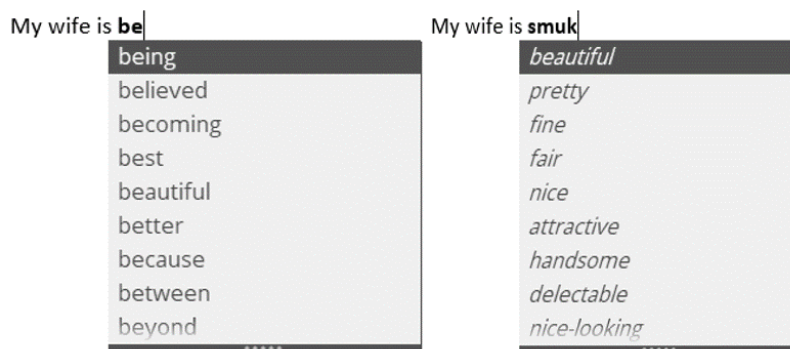 My wife is be
being
believed
becoming
best
beautiful
better
because
between
beyond
My wife is smuk
beautiful
pretty
fine
fair
nice
attractive
handsome
delectable
nice-looking